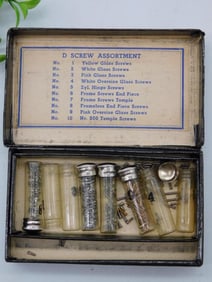 D SCREW ASSORTMENT
No. 1 Yellow Glass Screws
No. 2 White Glass Screws
No. 3 Pink Glass Screws
No. 4 White Oversize Glass Screws
No. 5 Zyl. Hinge Screws
No. 6 Frame Screws End Piece
No. 7 Frame Screws Temple
No. 8 Frameless End Piece Screws
No. 9 Pink Oversize Glass Screws
No. 10 No. 800 Temple Screws